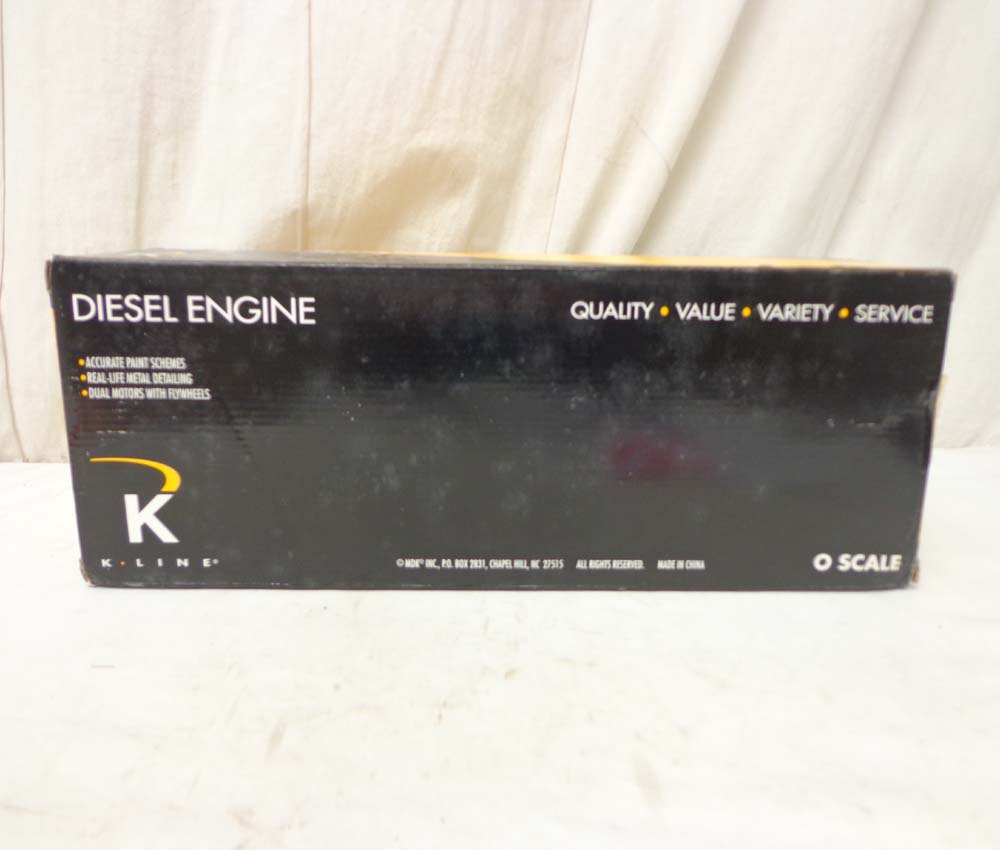 DIESEL ENGINE
QUALITY • VALUE • VARIETY • SERVICE
• ACCURATE PAINT SCHEMES
• REAL-LIFE METAL DETAILING
• DUAL MOTORS WITH FLYWHEELS
K
K • LINE®
© MDK® INC., P.O. BOX 2831, CHAPEL HILL, NC 27515 ALL RIGHTS RESERVED. MADE IN CHINA
O SCALE